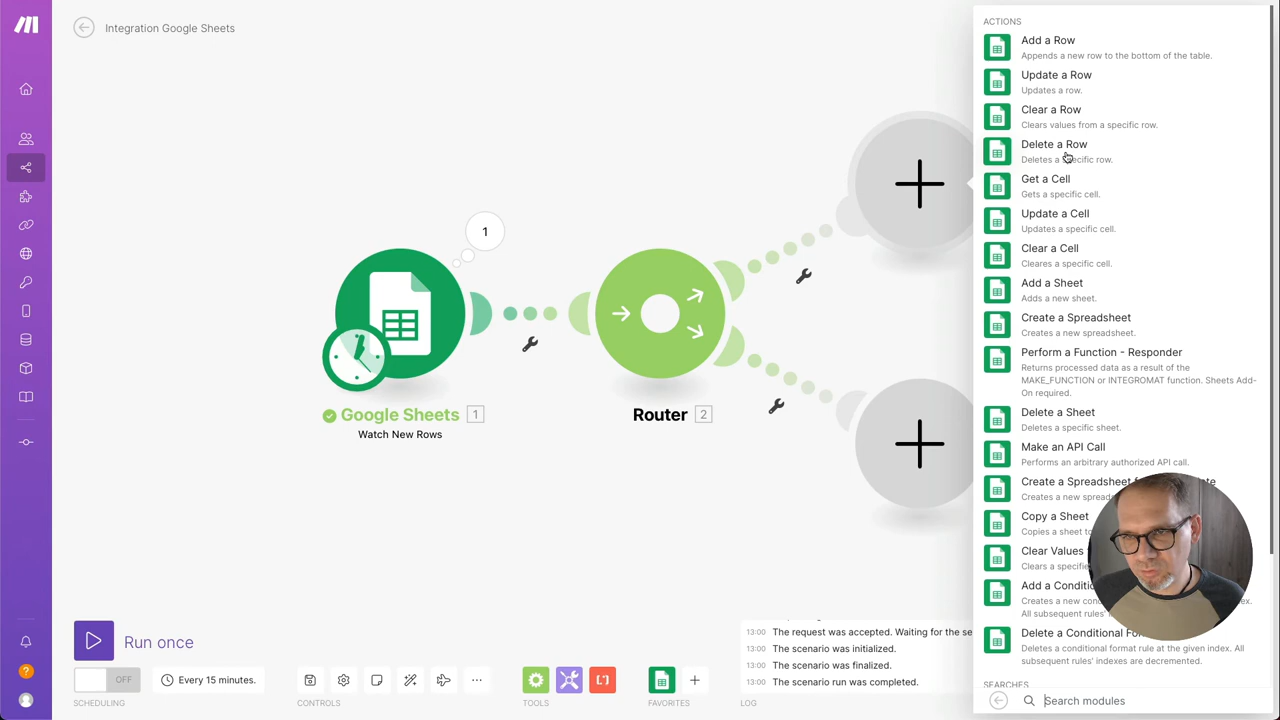 Integration Google Sheets
1
Google Sheets 1
Watch New Rows
Router 2
Run once
OFF
Every 15 minutes.
SCHEDULING
CONTROLS
TOOLS
FAVORITES
LOG
13:00 The request was accepted. Waiting for the se
13:00 The scenario was initialized.
13:00 The scenario was finalized.
13:00 The scenario run was completed.
ACTIONS
Add a Row
Appends a new row to the bottom of the table.
Update a Row
Updates a row.
Clear a Row
Clears values from a specific row.
Delete a Row
Deletes a specific row.
Get a Cell
Gets a specific cell.
Update a Cell
Updates a specific cell.
Clear a Cell
Cleares a specific cell.
Add a Sheet
Adds a new sheet.
Create a Spreadsheet
Creates a new spreadsheet.
Perform a Function - Responder
Returns processed data as a result of the
MAKE_FUNCTION or INTEGROMAT function. Sheets Add-
On required.
Delete a Sheet
Deletes a specific sheet.
Make an API Call
Performs an arbitrary authorized API call.
Create a Spreadsheet
Creates a new
Copy a Sheet
Copies a sheet
Clear Values
Clears a
Add a
Creates a new
All subsequent rules'
Delete a Conditional
Deletes a conditional format rule at the given index. All
subsequent rules' indexes are decremented.
SEARCHES
Search modules